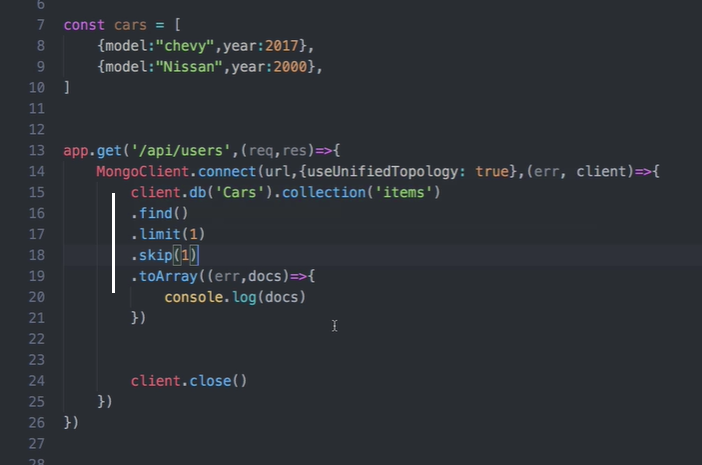 6
7 const cars = [
8     {model:"chevy",year:2017},
9     {model:"Nissan",year:2000},
10 ]
11
12
13 app.get('/api/users',(req,res)=>{
14     MongoClient.connect(url,{useUnifiedTopology: true},(err, client)=>{
15         client.db('Cars').collection('items')
16         .find()
17         .limit(1)
18         .skip(1)
19         .toArray((err,docs)=>{
20             console.log(docs)
21         })
22
23
24         client.close()
25     })
26 })
27
28